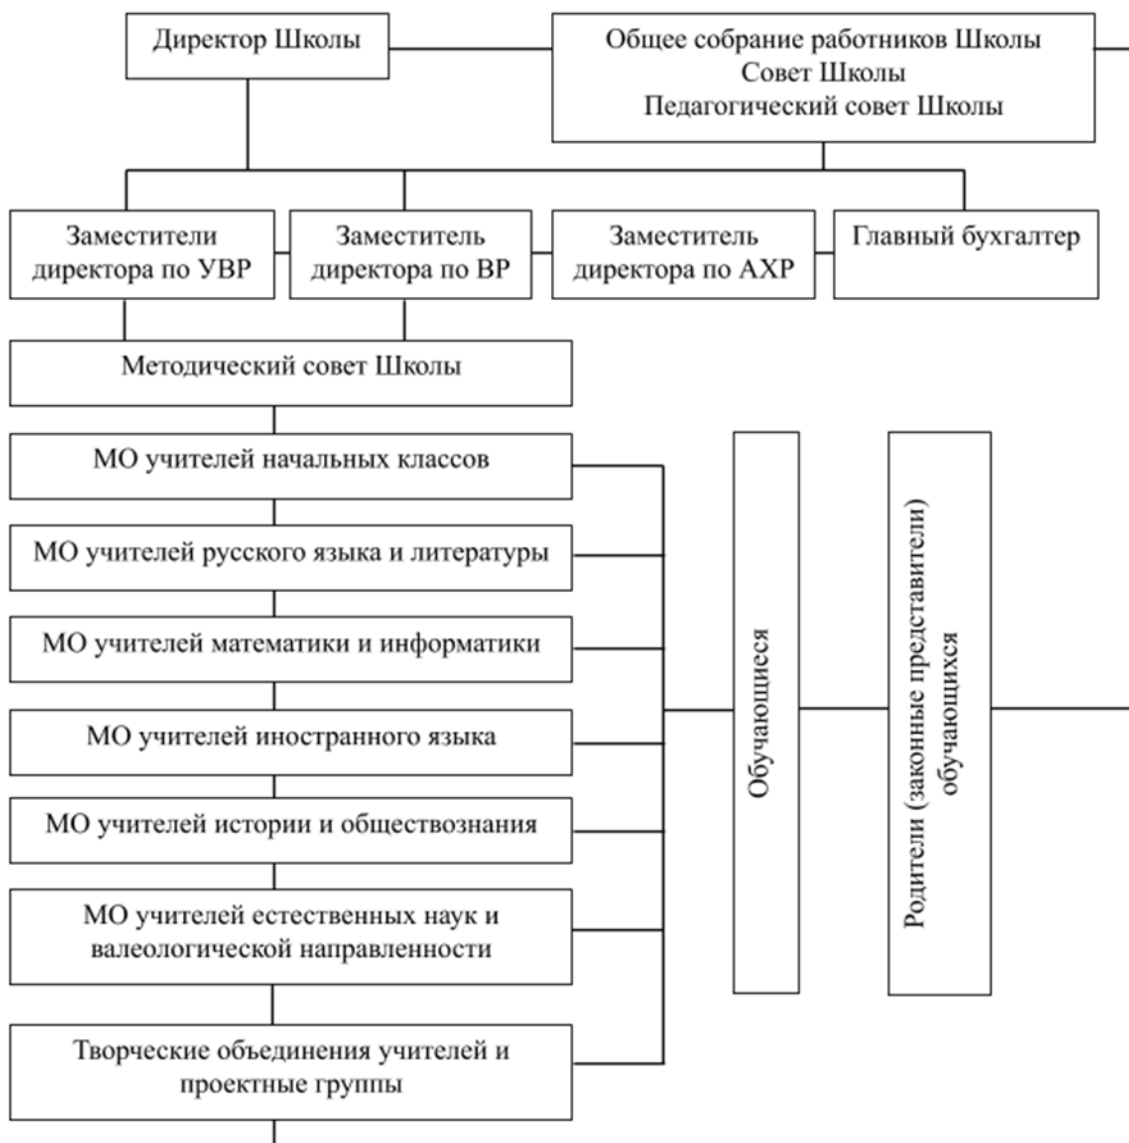 Директор Школы
Общее собрание работников Школы
Совет Школы
Педагогический совет Школы
Заместители
директора по УВР
Заместитель
директора по ВР
Заместитель
директора по АХР
Главный бухгалтер
Методический совет Школы
МО учителей начальных классов
МО учителей русского языка и литературы
МО учителей математики и информатики
МО учителей иностранного языка
МО учителей истории и обществознания
МО учителей естественных наук и
валеологической направленности
Творческие объединения учителей и
проектные группы
Обучающиеся
Родители (законные представители)
обучающихся